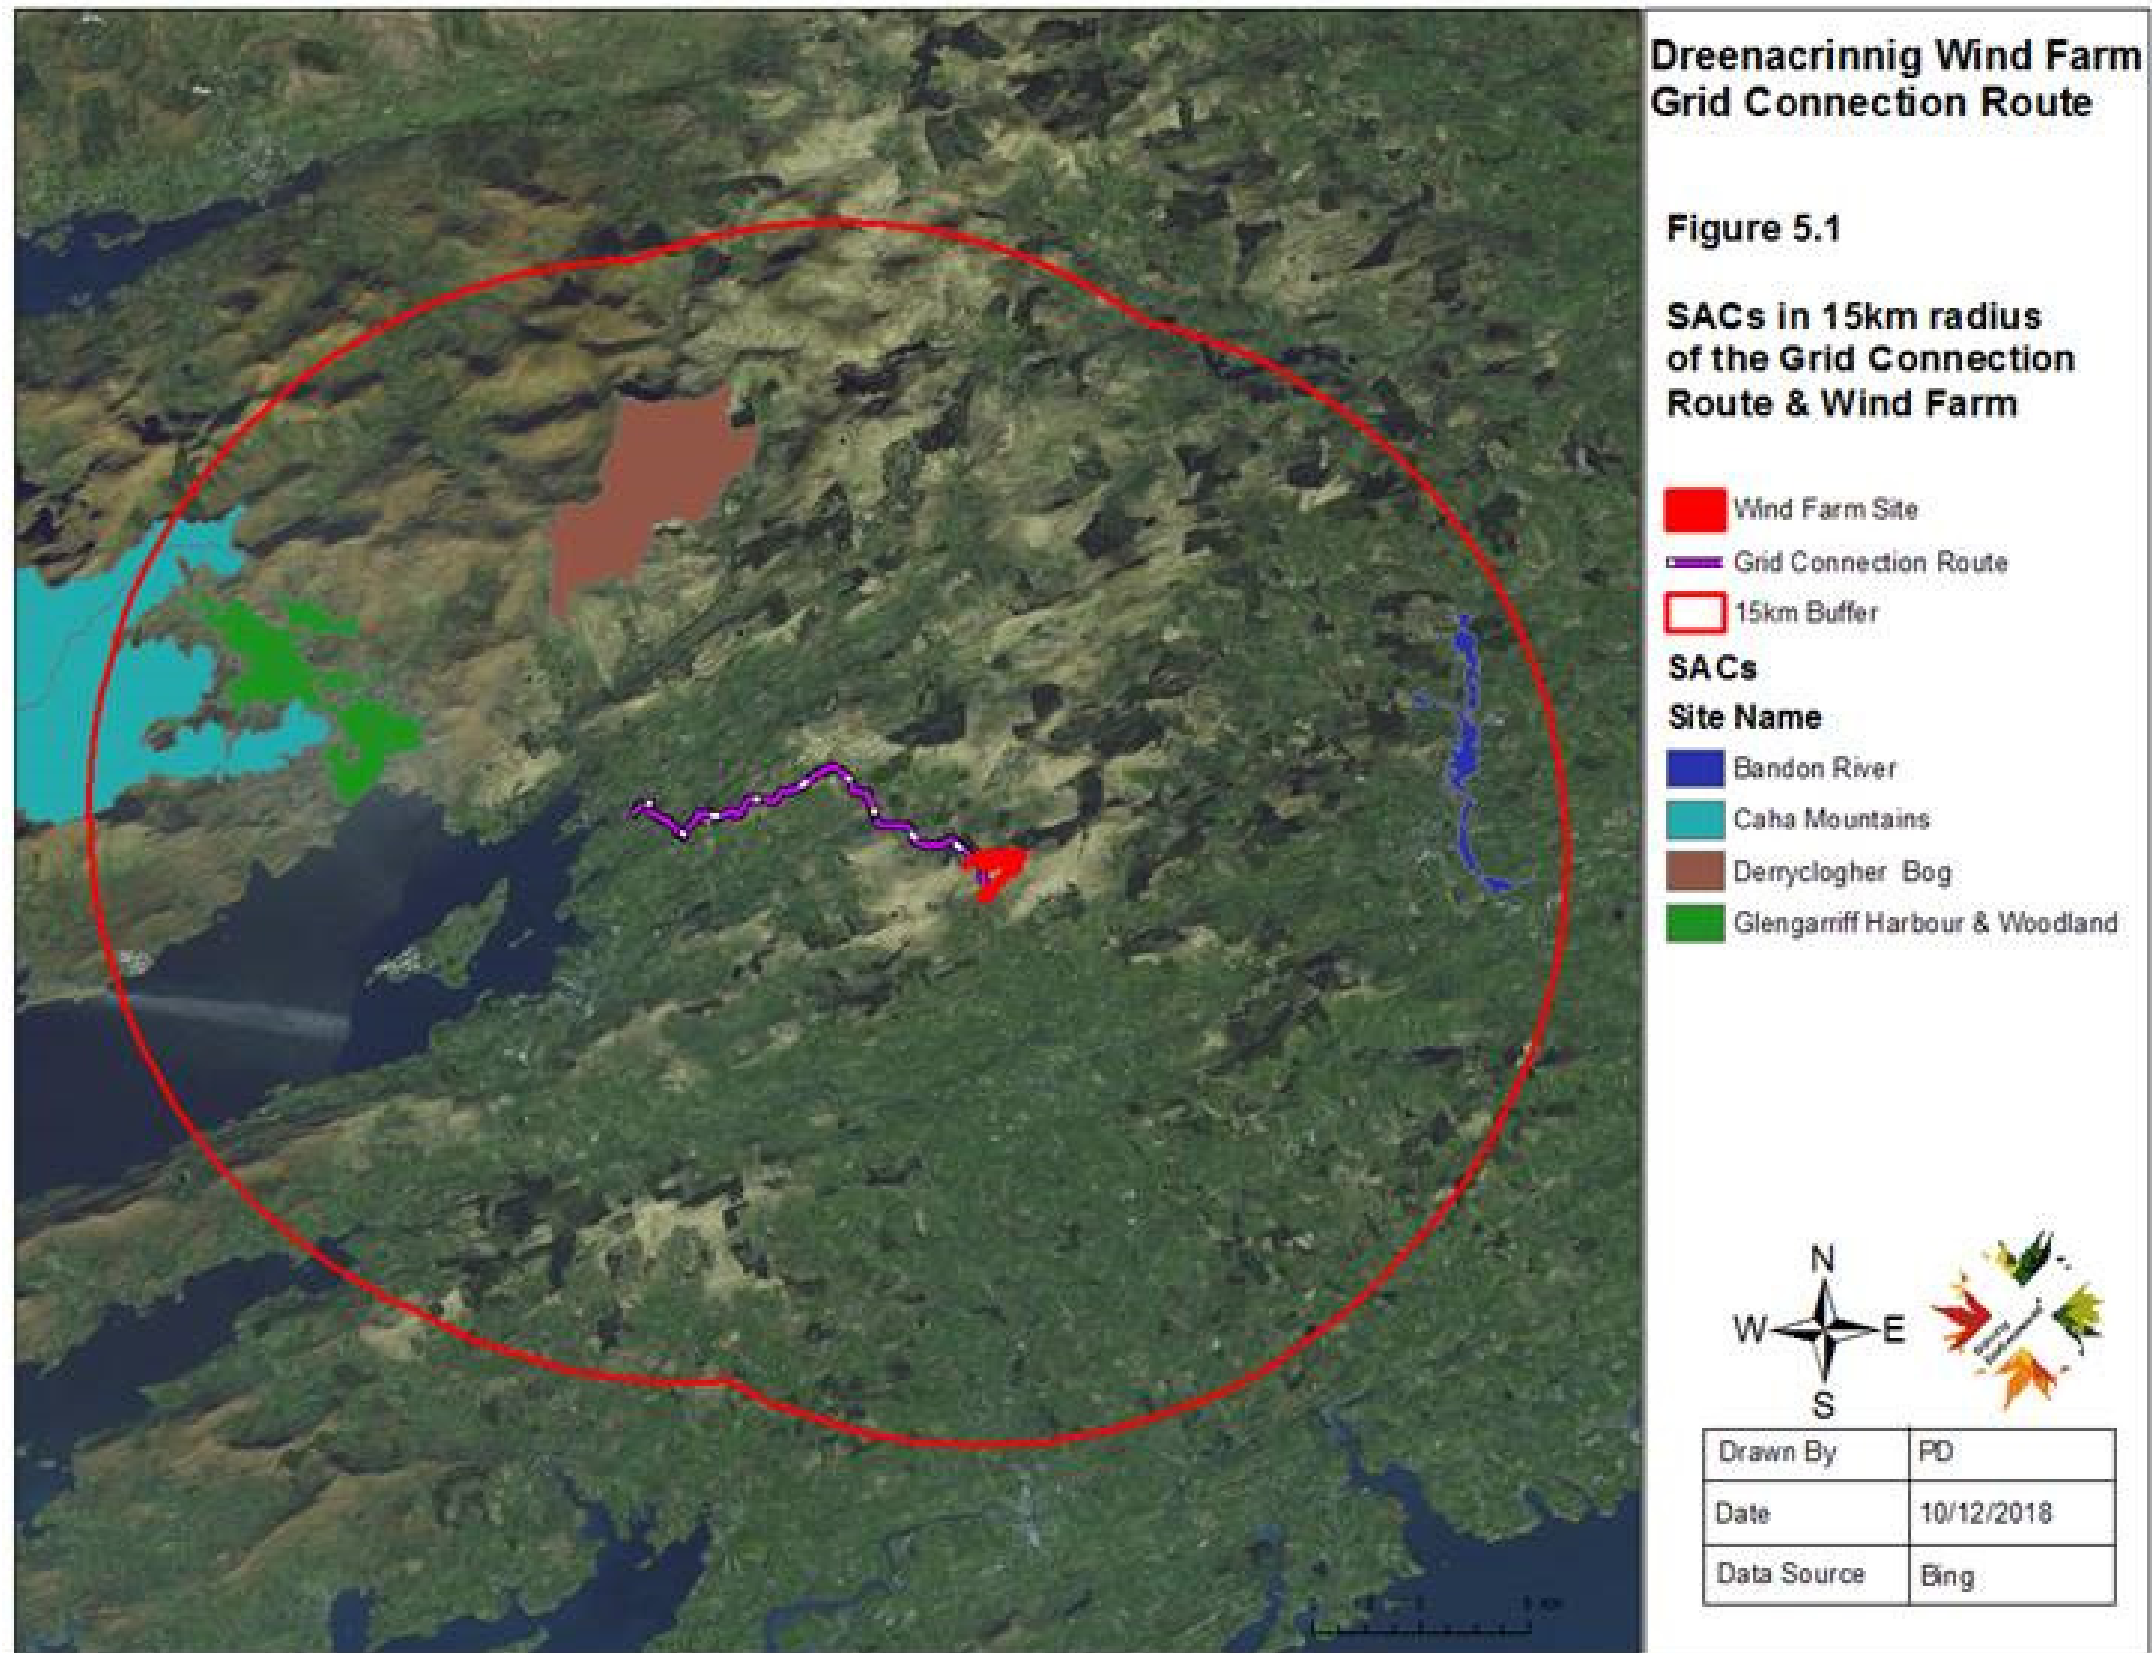 Dreenacrinnig Wind Farm
Grid Connection Route
Figure 5.1
SACs in 15km radius
of the Grid Connection
Route & Wind Farm
Wind Farm Site
Grid Connection Route
15km Buffer
SACs
Site Name
Bandon River
Caha Mountains
Derryclogher Bog
Glengarriff Harbour & Woodland
N
W E
S
Drawn By PD
Date 10/12/2018
Data Source Bing